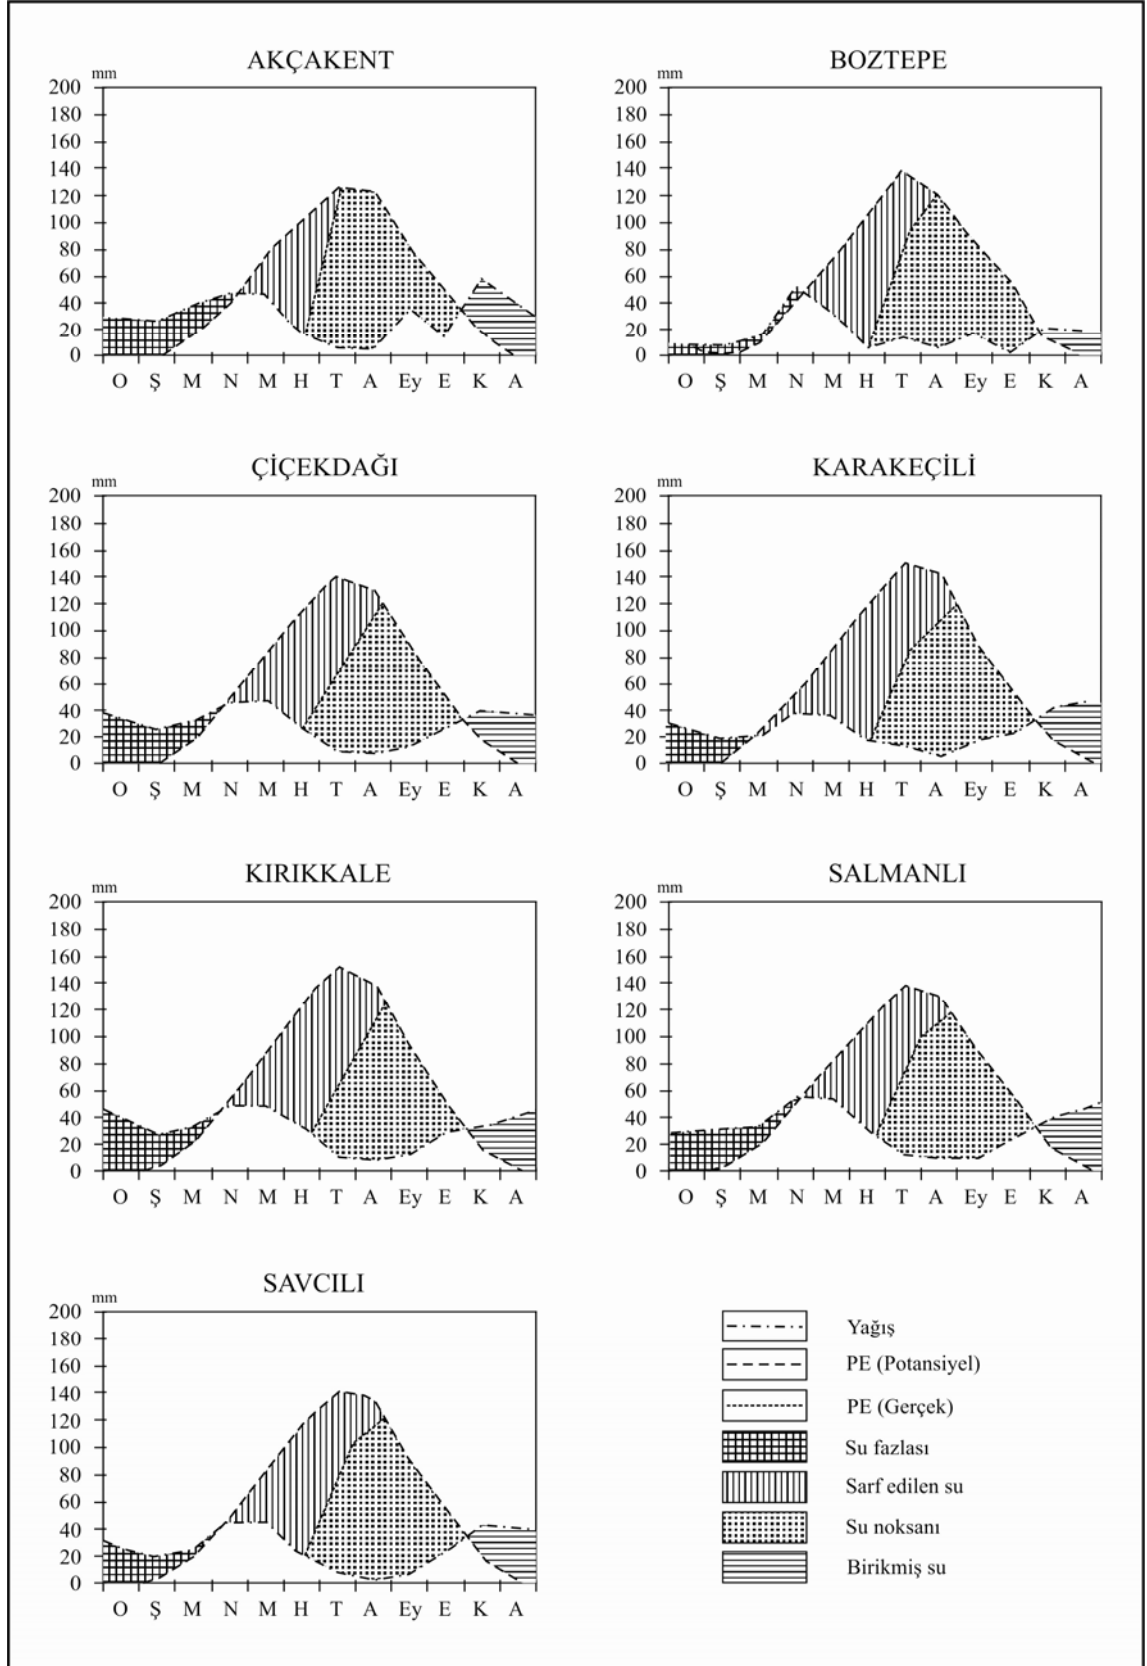 AKÇAKENT
mm
200
180
160
140
120
100
80
60
40
20
0
O Ş M N M H T A Ey E K A
BOZTEPE
mm
200
180
160
140
120
100
80
60
40
20
0
O Ş M N M H T A Ey E K A
ÇİÇEKDAĞI
mm
200
180
160
140
120
100
80
60
40
20
0
O Ş M N M H T A Ey E K A
KARAKEÇİLİ
mm
200
180
160
140
120
100
80
60
40
20
0
O Ş M N M H T A Ey E K A
KIRIKKALE
mm
200
180
160
140
120
100
80
60
40
20
0
O Ş M N M H T A Ey E K A
SALMANLI
mm
200
180
160
140
120
100
80
60
40
20
0
O Ş M N M H T A Ey E K A
SAVCILI
mm
200
180
160
140
120
100
80
60
40
20
0
O Ş M N M H T A Ey E K A
Yağış
PE (Potansiyel)
PE (Gerçek)
Su fazlası
Sarf edilen su
Su noksanı
Birikmiş su